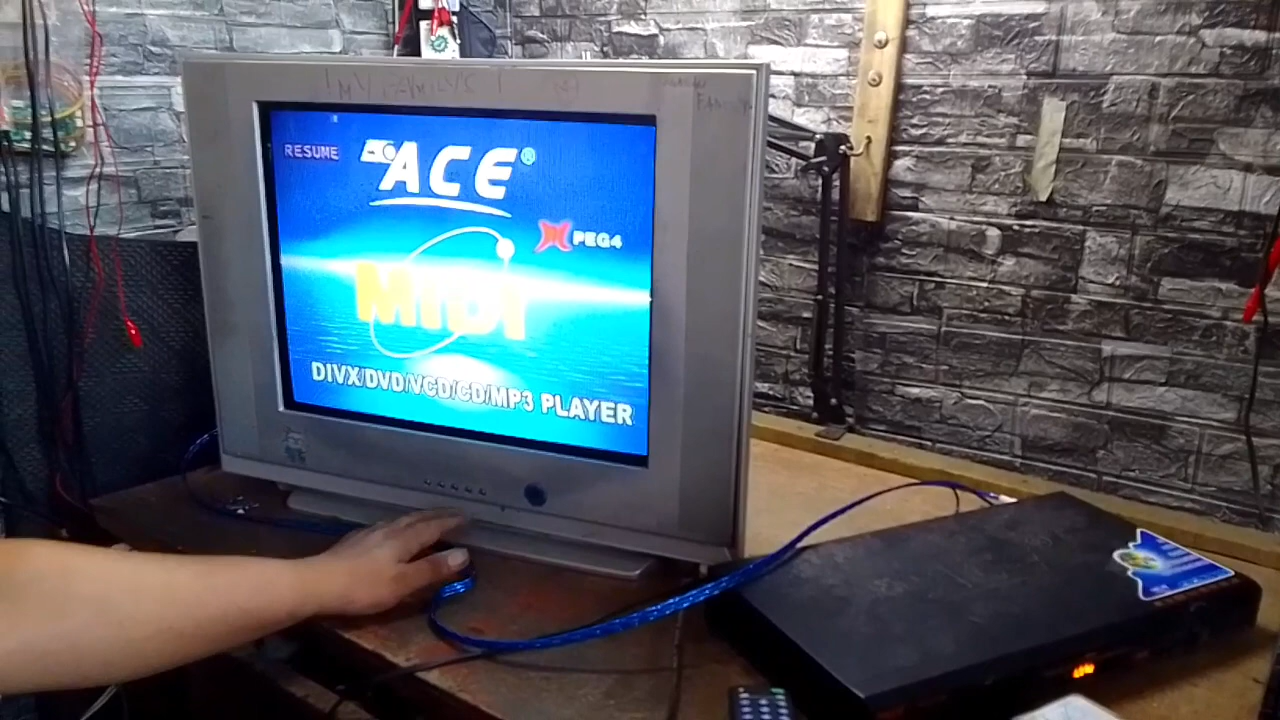 RESUME
ACE®
PEG4
MIDI
DIVX/DVD/VCD/CD/MP3 PLAYER